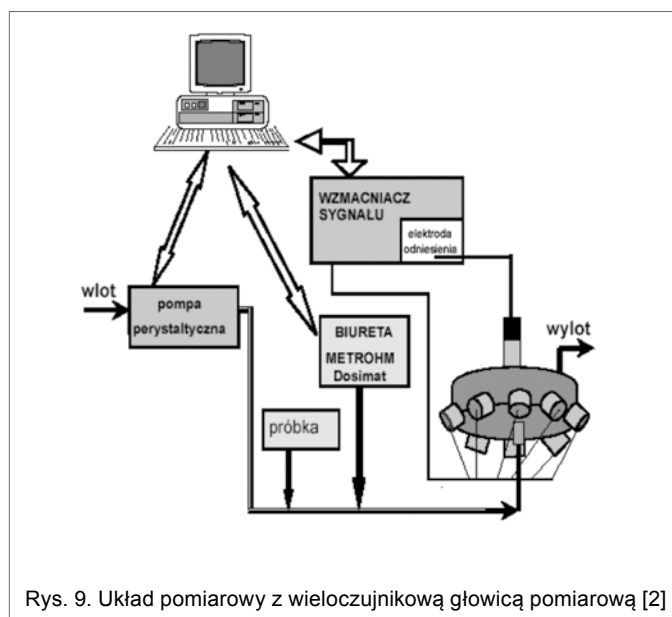 WZMACNIACZ
SYGNAŁU
elektroda
odniesienia
wlot
pompa
perystaltyczna
BIURETA
METROHM
Dosimat
wylot
próbka
Rys. 9. Układ pomiarowy z wieloczujnikową głowicą pomiarową [2]